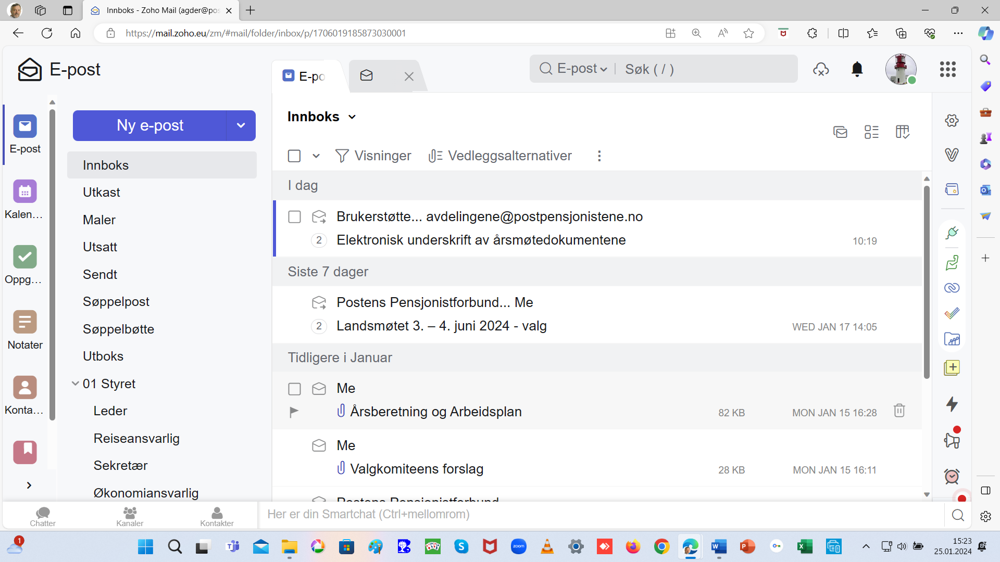 Innboks - Zoho Mail (agder@pos
https://mail.zoho.eu/zm/#mail/folder/inbox/p/1706019185873030001
E-post
E-po
E-post
Søk ( / )
E-post
Kalen...
Oppg...
Notater
Konta...
Ny e-post
Innboks
Utkast
Maler
Utsatt
Sendt
Søppelpost
Søppelbøtte
Utboks
01 Styret
Leder
Reiseansvarlig
Sekretær
Økonomiansvarlig
Innboks
Visninger
Vedleggsalternativer
I dag
Brukerstøtte... avdelingene@postpensjonistene.no
2
Elektronisk underskrift av årsmøtedokumentene
10:19
Siste 7 dager
Postens Pensjonistforbund... Me
2
Landsmøtet 3. – 4. juni 2024 - valg
WED JAN 17 14:05
Tidligere i Januar
Me
Årsberetning og Arbeidsplan
82 KB
MON JAN 15 16:28
Me
Valgkomiteens forslag
28 KB
MON JAN 15 16:11
Postens Pensjonistforbund
Chatter
Kanaler
Kontakter
Her er din Smartchat (Ctrl+mellomrom)
1
zoom
15:23
25.01.2024